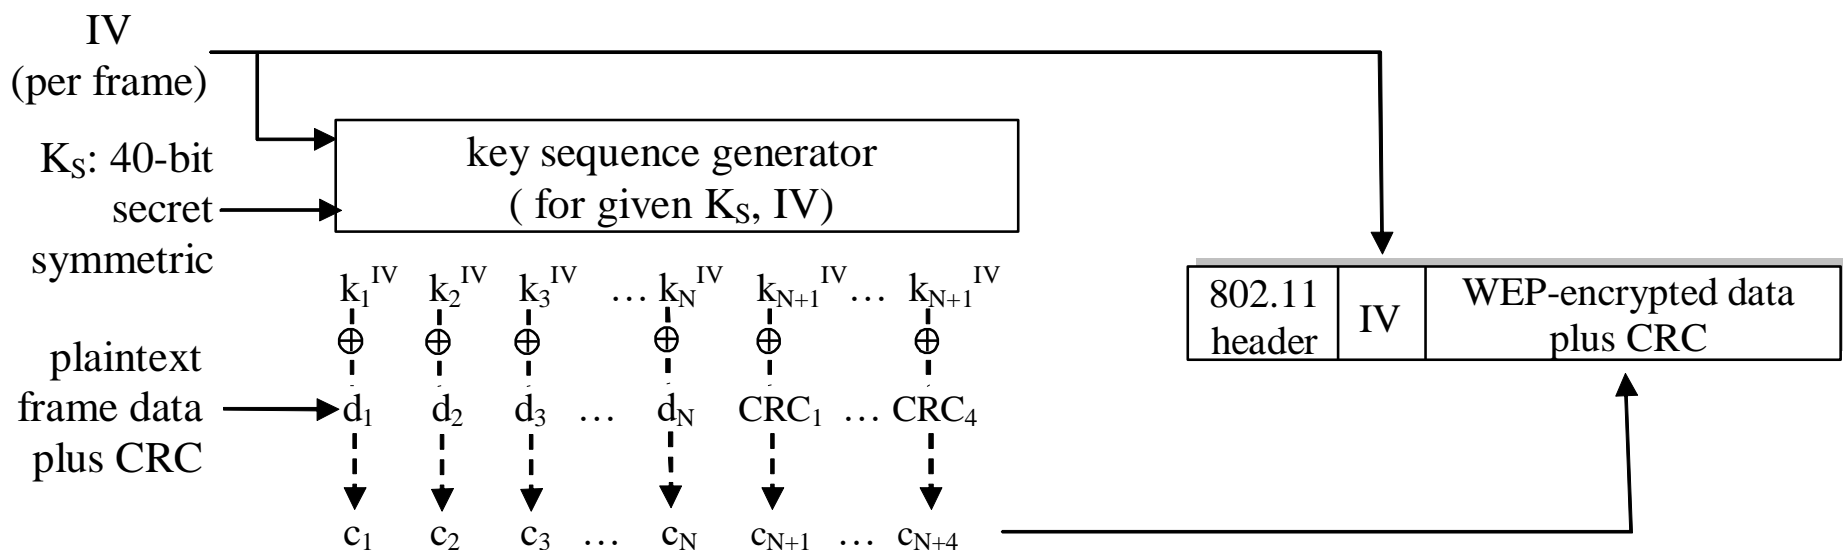 IV
(per frame)
K_S: 40-bit
secret
symmetric
key sequence generator
( for given K_S, IV)
k_1^IV k_2^IV k_3^IV … k_N^IV k_N+1^IV … k_N+1^IV
plaintext
frame data
plus CRC
d_1 d_2 d_3 … d_N CRC_1 … CRC_4
c_1 c_2 c_3 … c_N c_N+1 … c_N+4
802.11
header
IV
WEP-encrypted data
plus CRC